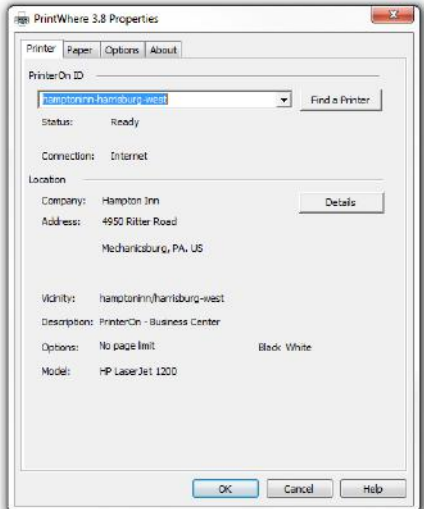 PrintWhere 3.8 Properties
Printer Paper Options About
PrinterOn ID
hamptoninn-harrisburg-west Find a Printer
Status: Ready
Connection: Internet
Location
Company: Hampton Inn Details
Address: 4950 Ritter Road
Mechanicsburg, PA. US
Vicinity: hamptoninn/harrisburg-west
Description: PrinterOn - Business Center
Options: No page limit Black White
Model: HP LaserJet 1200
OK Cancel Help